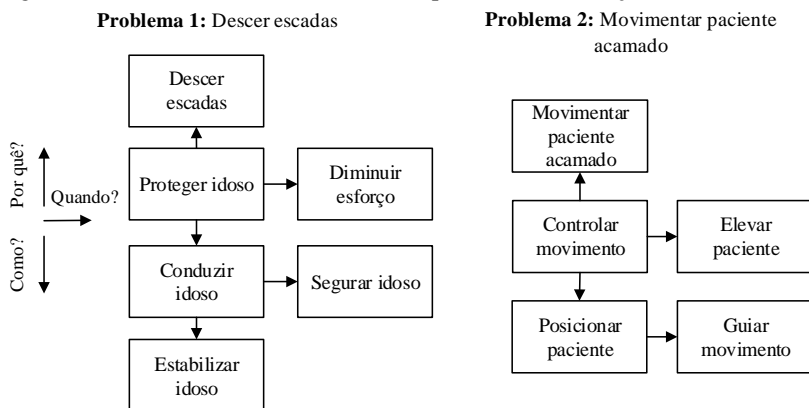 Problema 1: Descer escadas
Descer
escadas
Por quê?
Quando?
Como?
Proteger idoso
Diminuir
esforço
Conduzir
idoso
Segurar idoso
Estabilizar
idoso
Problema 2: Movimentar paciente
acamado
Movimentar
paciente
acamado
Controlar
movimento
Elevar
paciente
Posicionar
paciente
Guiar
movimento